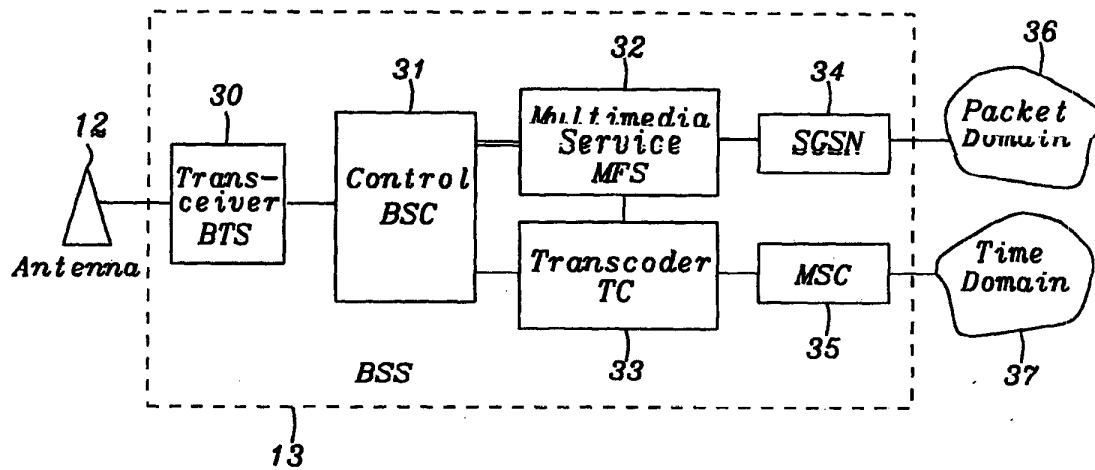 12
Antenna
30
Trans-
ceiver
BTS
31
Control
BSC
32
Multimedia
Service
MFS
33
Transcoder
TC
34
SGSN
35
MSC
36
Packet
Domain
37
Time
Domain
BSS
13